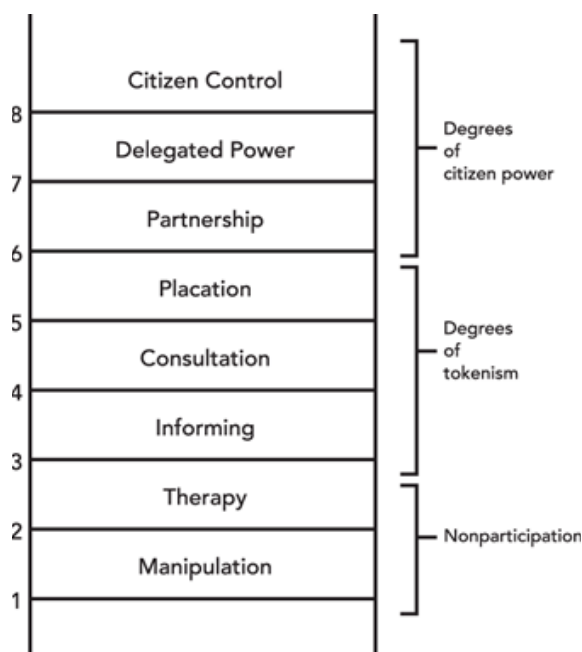 Citizen Control
8
Delegated Power
7
Partnership
6
Placation
5
Consultation
4
Informing
3
Therapy
2
Manipulation
1
Degrees
of
citizen power
Degrees
of
tokenism
Nonparticipation